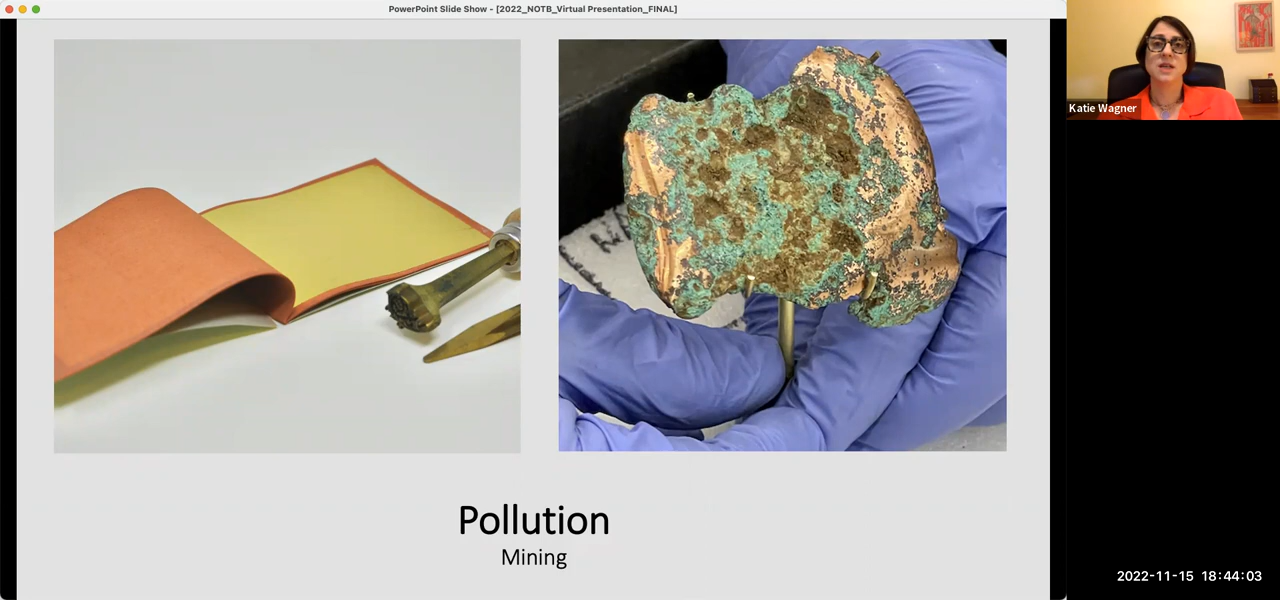 PowerPoint Slide Show - [2022_NOTB_Virtual Presentation_FINAL]
Katie Wagner
Pollution
Mining
2022-11-15 18:44:03